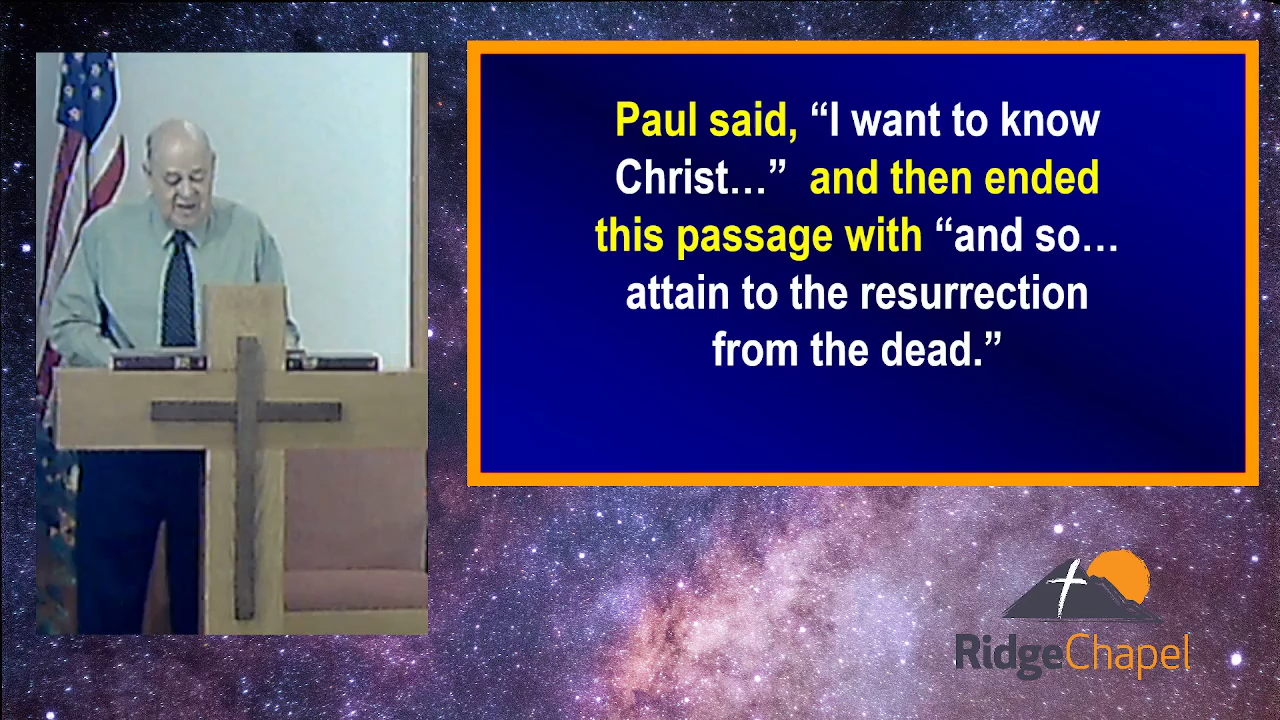 Paul said, “I want to know
Christ…” and then ended
this passage with “and so…
attain to the resurrection
from the dead.”
RidgeChapel